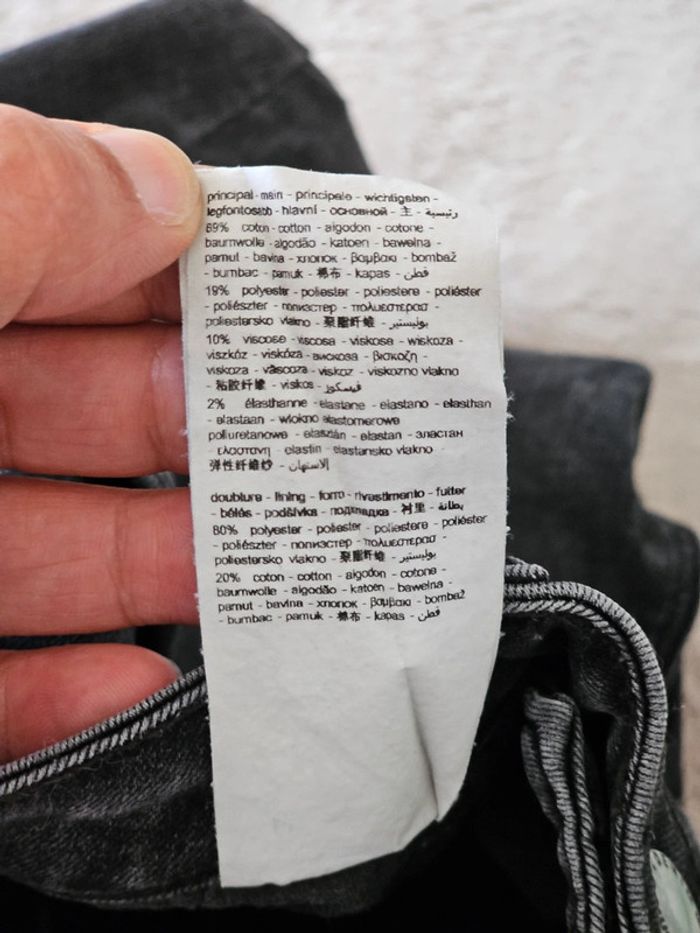 principal - main - principale - wichtigsten -
legfontosabb - hlavní - основной - 主 - رئيسية
69% coton - cotton - algodon - cotone -
baumwolle - algodão - katoen - bawełna -
pamut - bavlna - хлопок - βαμβακι - bombaž
- bumbac - pamuk - 棉布 - kapas - قطن
19% polyester - poliester - poliestere - poliéster
- poliészter - полиэстер - πολυεστερασ -
poliestersko vlakno - 聚酯纤维 - بوليستير
10% viscose - viscosa - viskose - wiskoza -
viszkóz - viskóza - вискоза - βισκοζη -
viskoza - vâscoza - viskoz - viskozno vlakno
- 粘胶纤维 - viskos - فيسكوز
2% élasthanne - elastane - elastano - elasthan
- elastaan - wlokno elastomerowe
poliuretanowe - elasztán - elastan - эластан
- ελαστανη - elastin - elastansko vlakno -
弹性纤维纱 - الاستهان
doublure - lining - forro - rivestimento - futter
- bélés - podšívka - подкладка - 衬里 - بطانة
80% polyester - poliester - poliestere - poliéster
- poliészter - полиэстер - πολυεστερασ -
poliestersko vlakno - 聚酯纤维 - بوليستير
20% coton - cotton - algodon - cotone -
baumwolle - algodão - katoen - bawełna -
pamut - bavlna - хлопок - βαμβακι - bombaž
- bumbac - pamuk - 棉布 - kapas - قطن